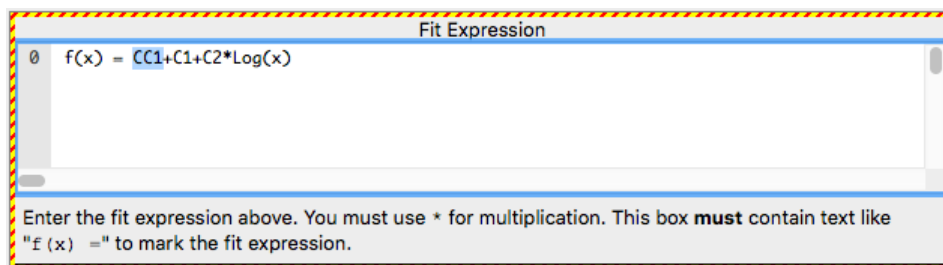 Fit Expression
0 f(x) = CC1+C1+C2*Log(x)
Enter the fit expression above. You must use * for multiplication. This box must contain text like
"f(x) =" to mark the fit expression.